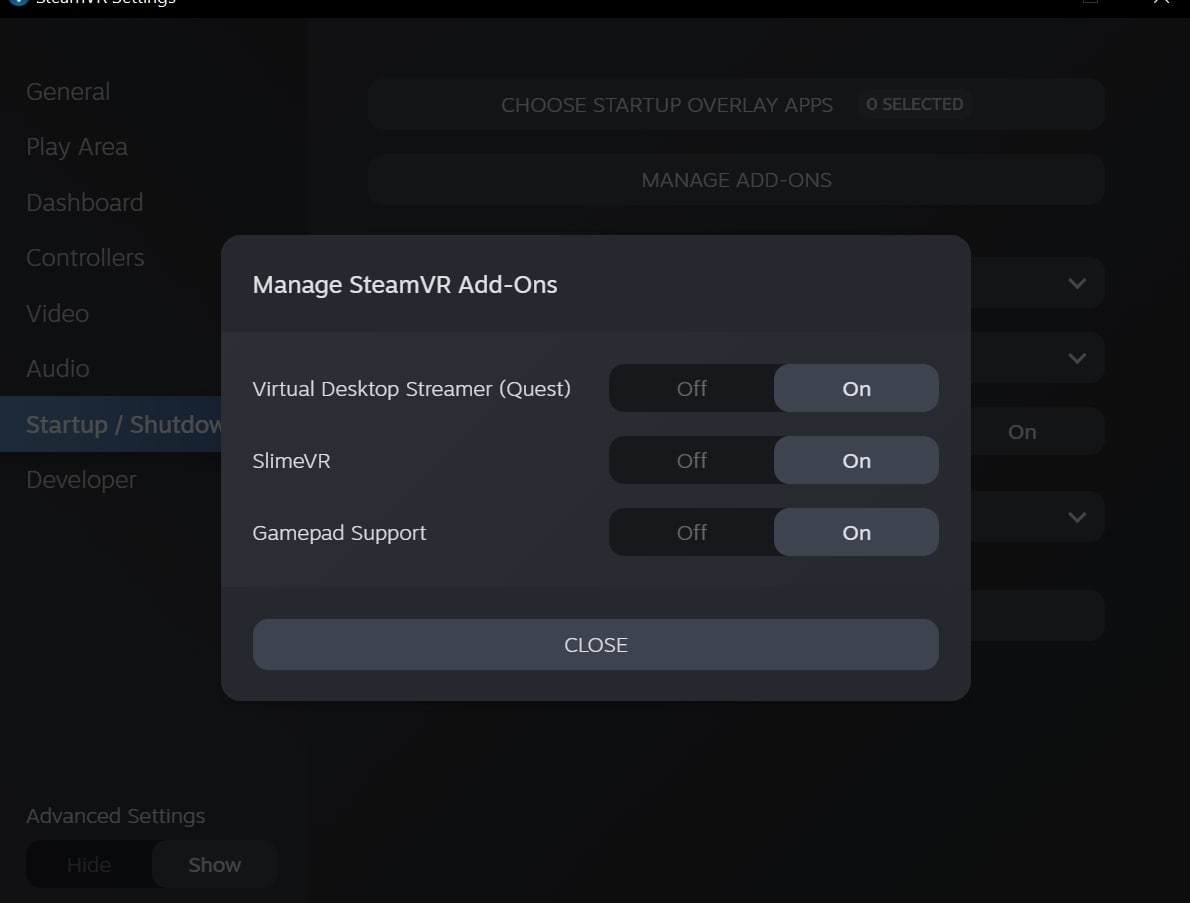 SteamVR Settings
General
Play Area
Dashboard
Controllers
Video
Audio
Startup / Shutdow
Developer
CHOOSE STARTUP OVERLAY APPS 0 SELECTED
MANAGE ADD-ONS
On
Manage SteamVR Add-Ons
Virtual Desktop Streamer (Quest) Off On
SlimeVR Off On
Gamepad Support Off On
CLOSE
Advanced Settings
Hide Show